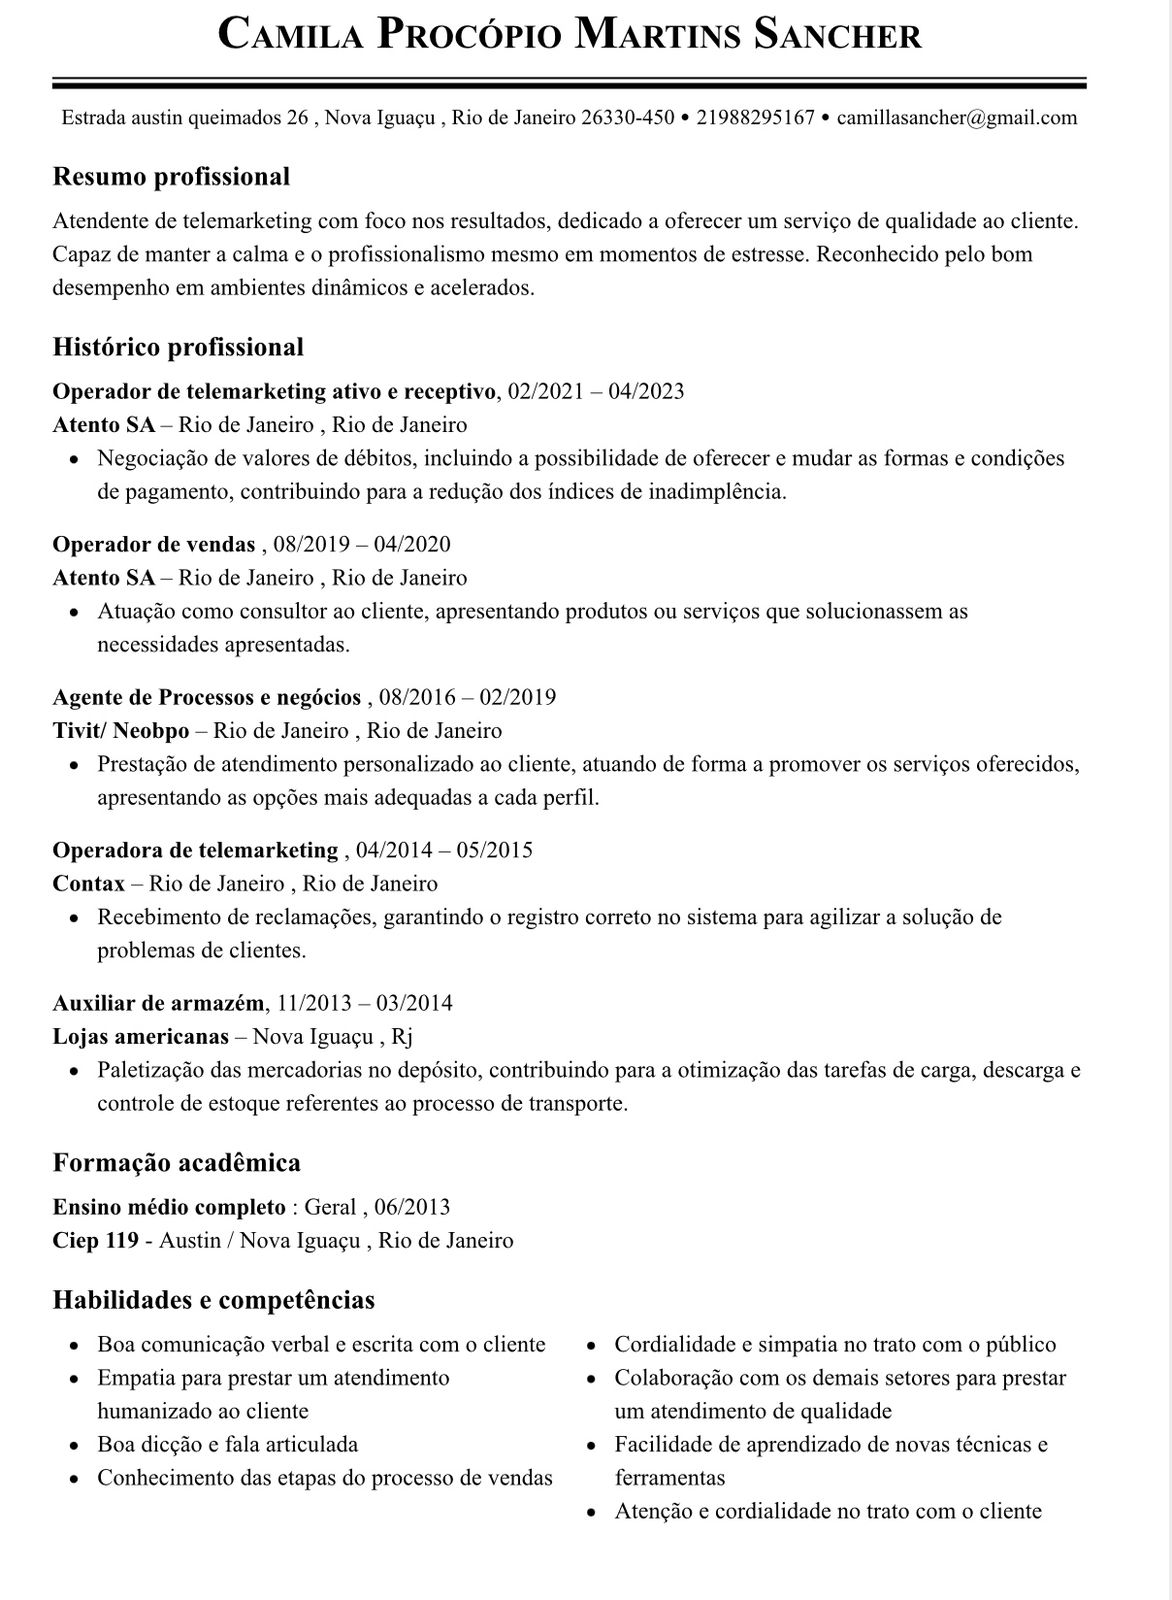 Camila Procópio Martins Sancher
Estrada austin queimados 26 , Nova Iguaçu , Rio de Janeiro 26330-450 • 21988295167 • camillasancher@gmail.com
Resumo profissional
Atendente de telemarketing com foco nos resultados, dedicado a oferecer um serviço de qualidade ao cliente.
Capaz de manter a calma e o profissionalismo mesmo em momentos de estresse. Reconhecido pelo bom
desempenho em ambientes dinâmicos e acelerados.
Histórico profissional
Operador de telemarketing ativo e receptivo, 02/2021 – 04/2023
Atento SA – Rio de Janeiro , Rio de Janeiro
• Negociação de valores de débitos, incluindo a possibilidade de oferecer e mudar as formas e condições
de pagamento, contribuindo para a redução dos índices de inadimplência.
Operador de vendas , 08/2019 – 04/2020
Atento SA – Rio de Janeiro , Rio de Janeiro
• Atuação como consultor ao cliente, apresentando produtos ou serviços que solucionassem as
necessidades apresentadas.
Agente de Processos e negócios , 08/2016 – 02/2019
Tivit/ Neobpo – Rio de Janeiro , Rio de Janeiro
• Prestação de atendimento personalizado ao cliente, atuando de forma a promover os serviços oferecidos,
apresentando as opções mais adequadas a cada perfil.
Operadora de telemarketing , 04/2014 – 05/2015
Contax – Rio de Janeiro , Rio de Janeiro
• Recebimento de reclamações, garantindo o registro correto no sistema para agilizar a solução de
problemas de clientes.
Auxiliar de armazém, 11/2013 – 03/2014
Lojas americanas – Nova Iguaçu , Rj
• Paletização das mercadorias no depósito, contribuindo para a otimização das tarefas de carga, descarga e
controle de estoque referentes ao processo de transporte.
Formação acadêmica
Ensino médio completo : Geral , 06/2013
Ciep 119 - Austin / Nova Iguaçu , Rio de Janeiro
Habilidades e competências
• Boa comunicação verbal e escrita com o cliente
• Empatia para prestar um atendimento
humanizado ao cliente
• Boa dicção e fala articulada
• Conhecimento das etapas do processo de vendas
• Cordialidade e simpatia no trato com o público
• Colaboração com os demais setores para prestar
um atendimento de qualidade
• Facilidade de aprendizado de novas técnicas e
ferramentas
• Atenção e cordialidade no trato com o cliente